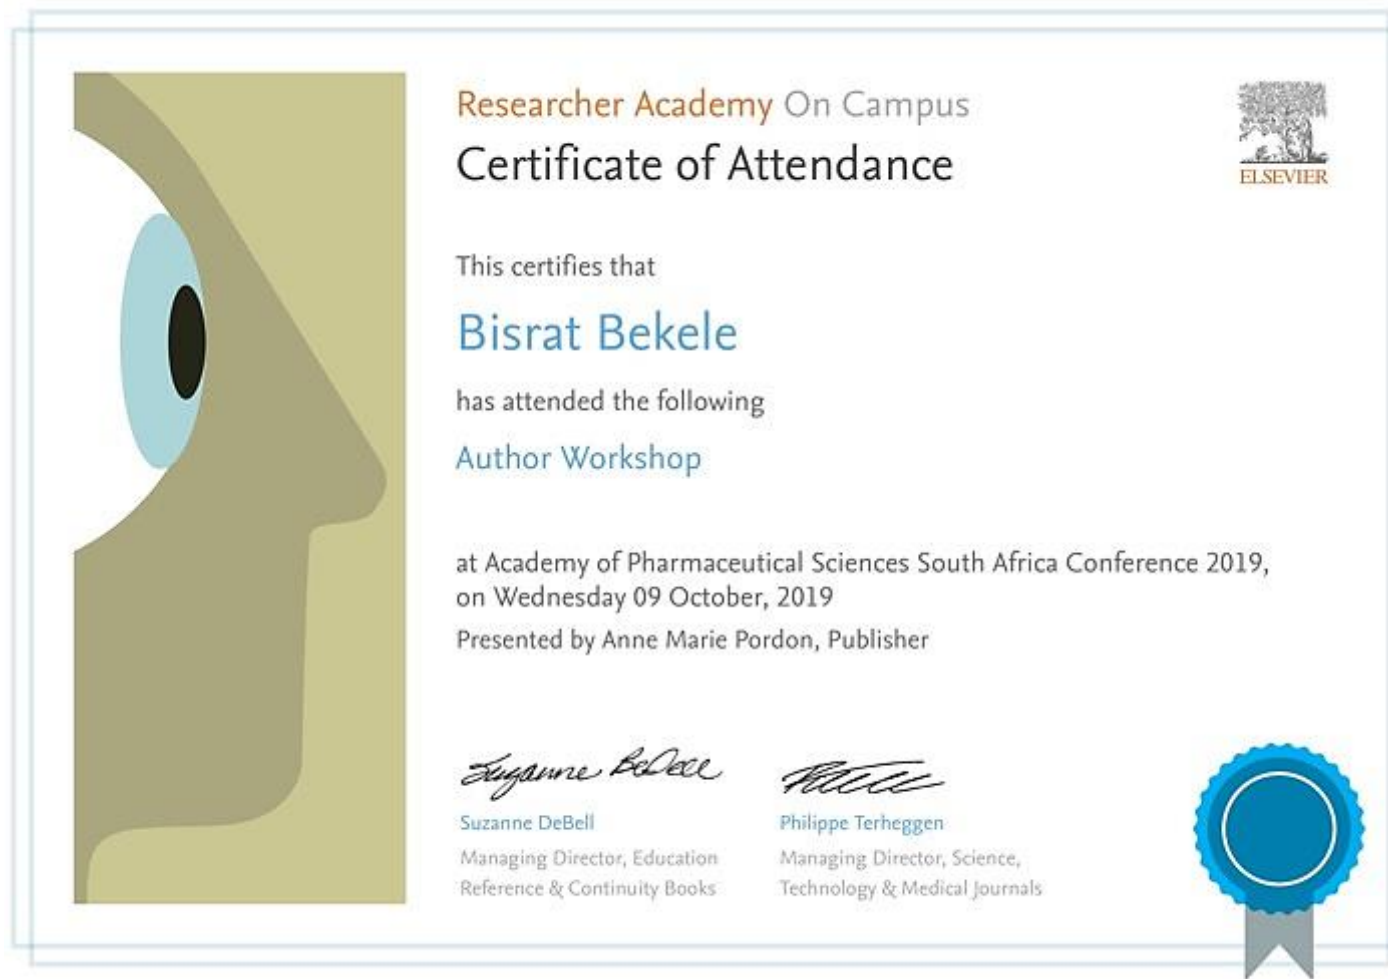 Researcher Academy On Campus
Certificate of Attendance
ELSEVIER
This certifies that
Bisrat Bekele
has attended the following
Author Workshop
at Academy of Pharmaceutical Sciences South Africa Conference 2019,
on Wednesday 09 October, 2019
Presented by Anne Marie Pordon, Publisher
Suzanne BeDell
Suzanne DeBell
Managing Director, Education
Reference & Continuity Books
Philippe Terheggen
Managing Director, Science,
Technology & Medical Journals